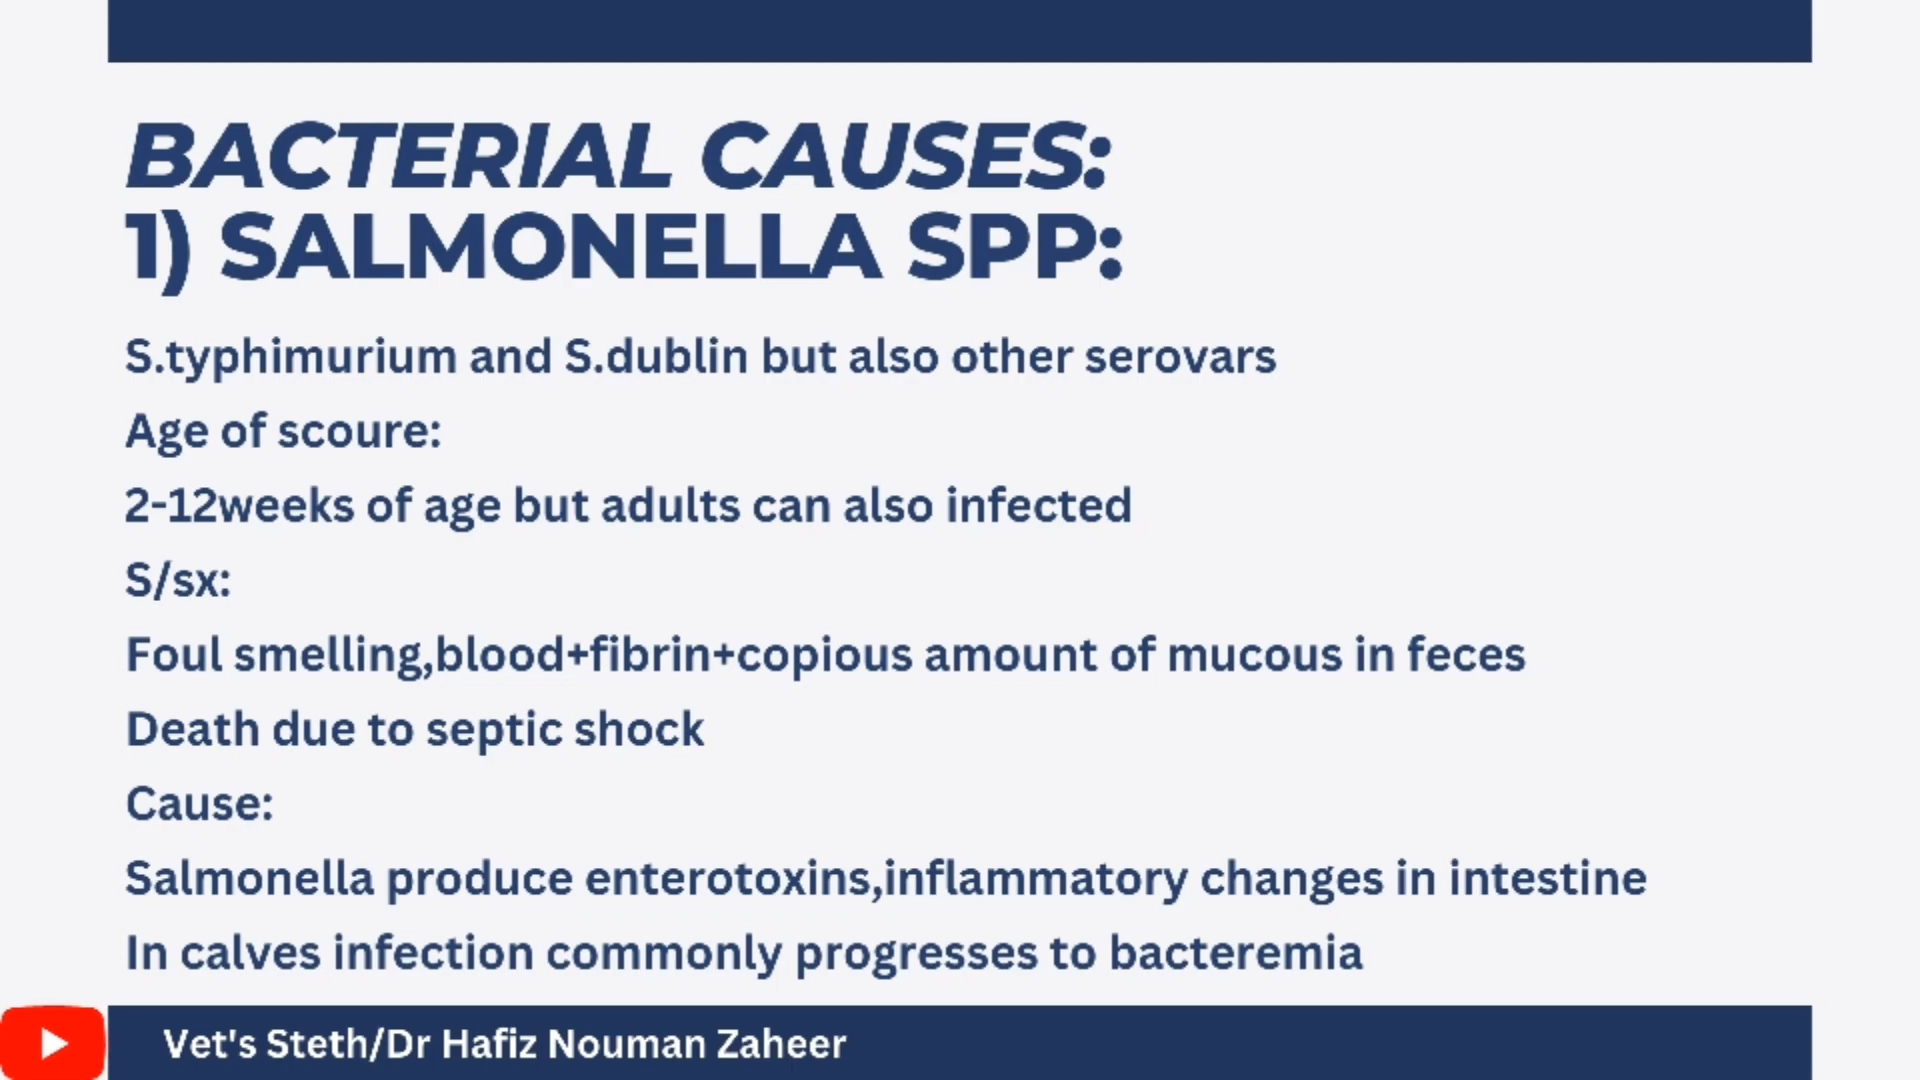 BACTERIAL CAUSES:
1) SALMONELLA SPP:
S.typhimurium and S.dublin but also other serovars
Age of scoure:
2-12weeks of age but adults can also infected
S/sx:
Foul smelling,blood+fibrin+copious amount of mucous in feces
Death due to septic shock
Cause:
Salmonella produce enterotoxins,inflammatory changes in intestine
In calves infection commonly progresses to bacteremia
Vet's Steth/Dr Hafiz Nouman Zaheer